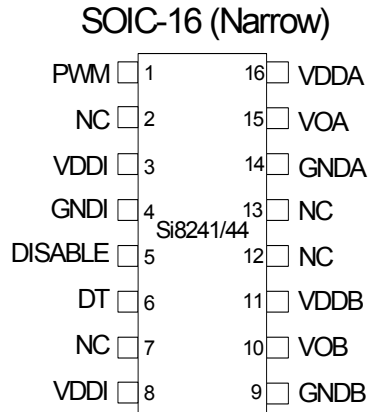 SOIC-16 (Narrow)
PWM 1 16 VDDA
NC 2 15 VOA
VDDI 3 14 GNDA
GNDI 4 13 NC
Si8241/44
DISABLE 5 12 NC
DT 6 11 VDDB
NC 7 10 VOB
VDDI 8 9 GNDB